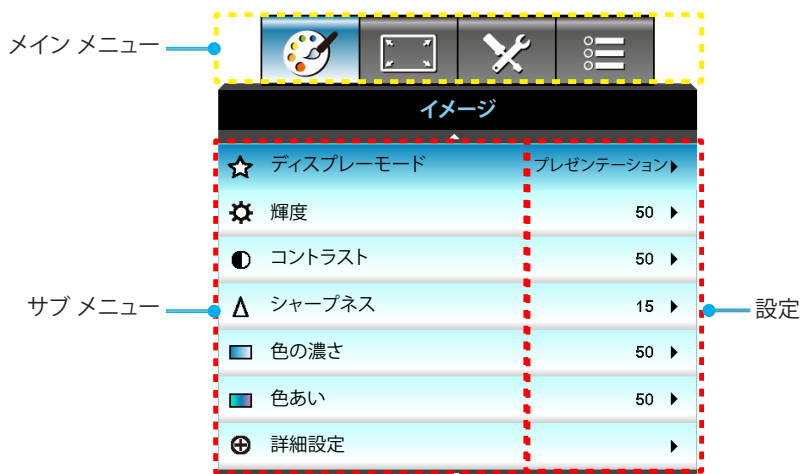 メイン メニュー
イメージ
ディスプレーモード プレゼンテーション
輝度 50
コントラスト 50
サブ メニュー
シャープネス 15
設定
色の濃さ 50
色あい 50
詳細設定